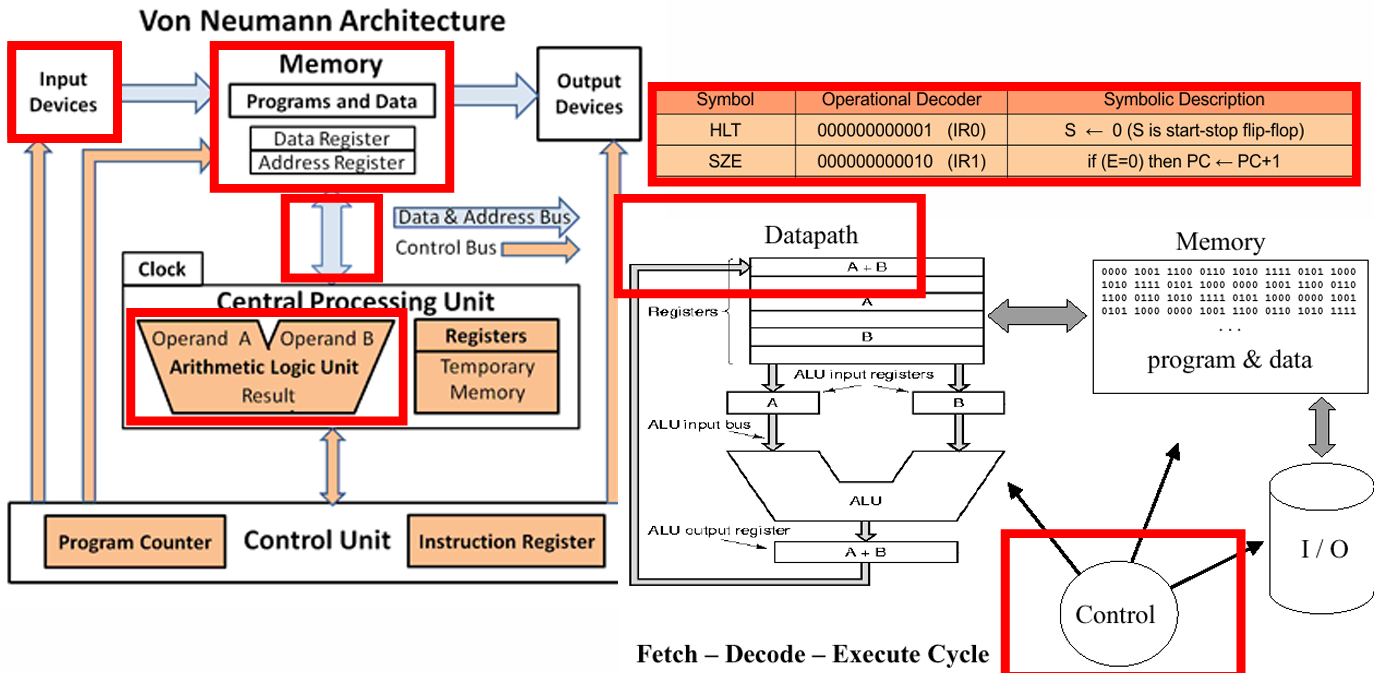 Von Neumann Architecture
Input
Devices
Memory
Programs and Data
Data Register
Address Register
Output
Devices
Data & Address Bus
Control Bus
Clock
Central Processing Unit
Operand A
Operand B
Arithmetic Logic Unit
Result
Registers
Temporary
Memory
Program Counter
Control Unit
Instruction Register
Symbol Operational Decoder Symbolic Description
HLT 000000000001 (IR0) S ← 0 (S is start-stop flip-flop)
SZE 000000000010 (IR1) if (E=0) then PC ← PC+1
Datapath
A + B
A
B
Registers
ALU input registers
A
B
ALU input bus
ALU
ALU output register
A + B
Memory
0000 1001 1100 0110 1010 1111 0101 1000
1010 1111 0101 1000 0000 1001 1100 0110
1100 0110 1010 1111 0101 1000 0000 1001
0101 1000 0000 1001 1100 0110 1010 1111
. . .
program & data
I / O
Control
Fetch – Decode – Execute Cycle